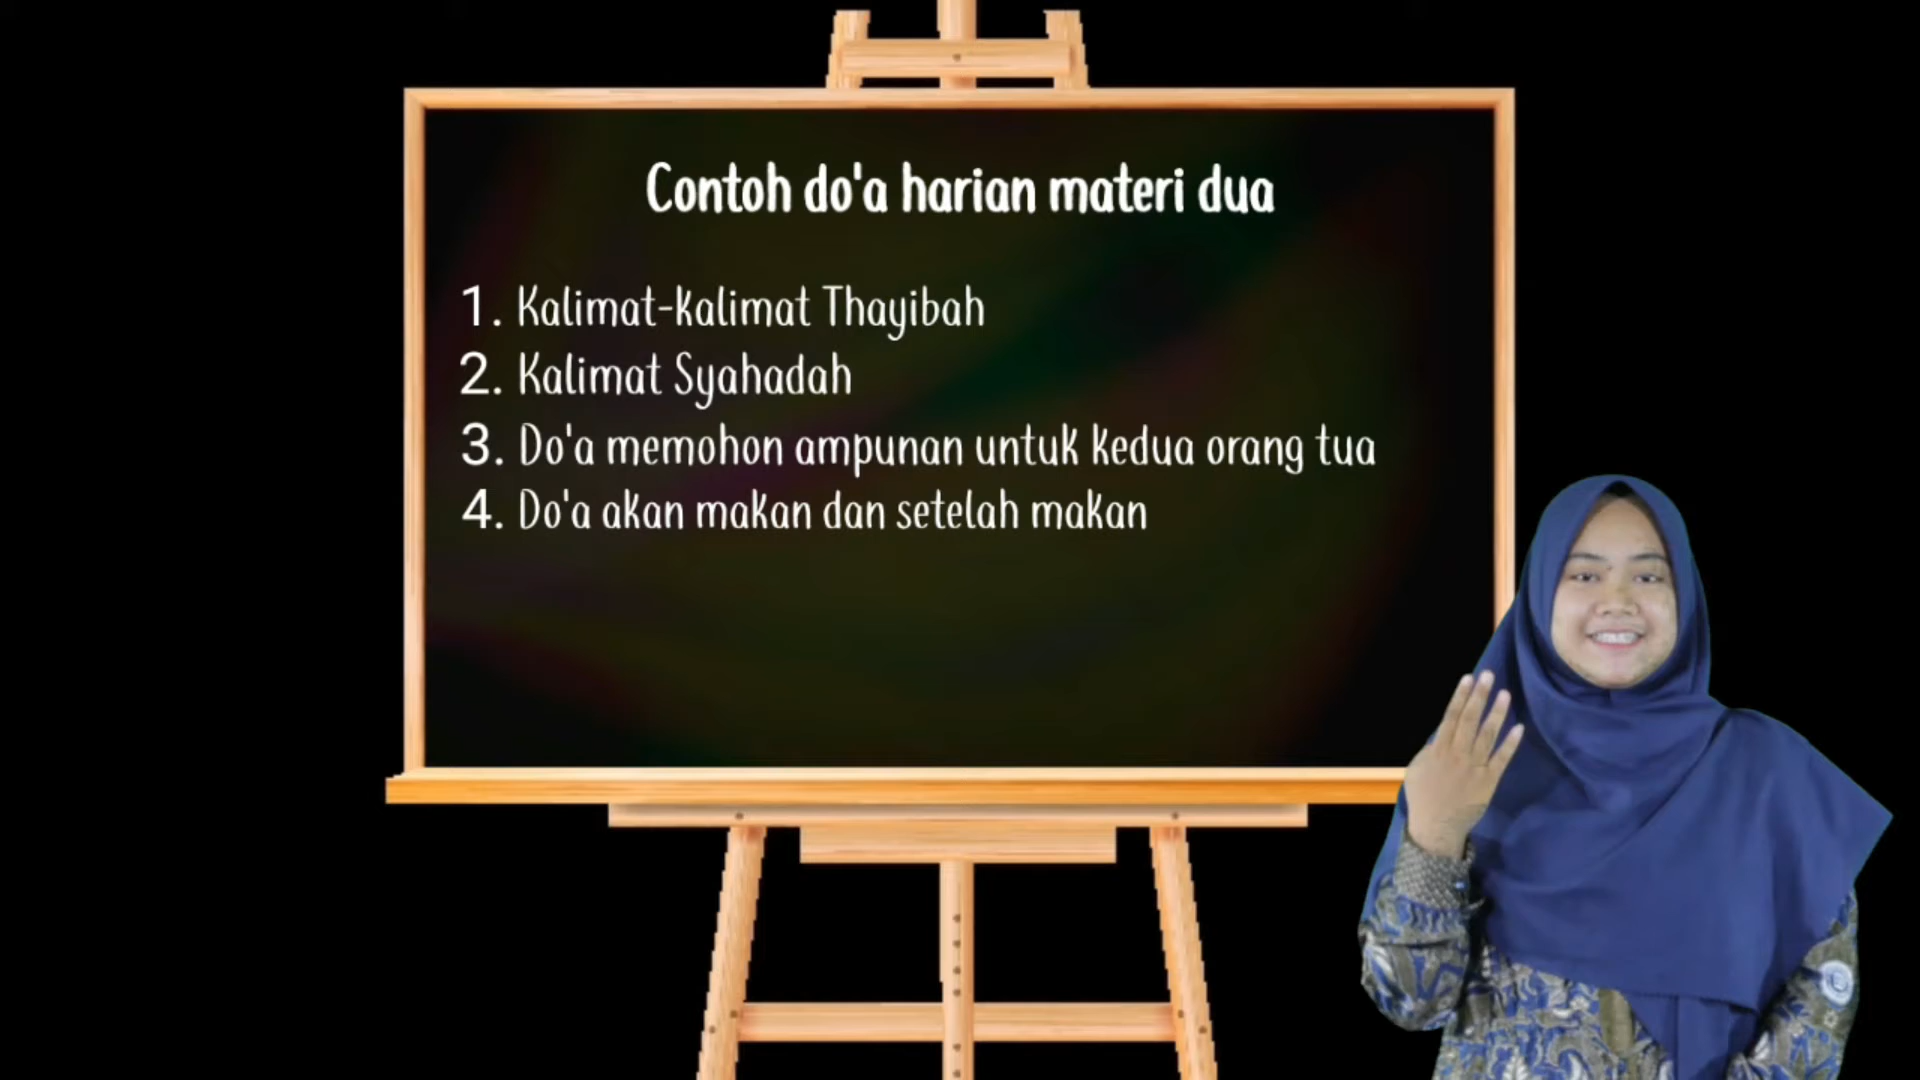 Contoh do'a harian materi dua
1. Kalimat-kalimat Thayibah
2. Kalimat Syahadah
3. Do'a memohon ampunan untuk kedua orang tua
4. Do'a akan makan dan setelah makan